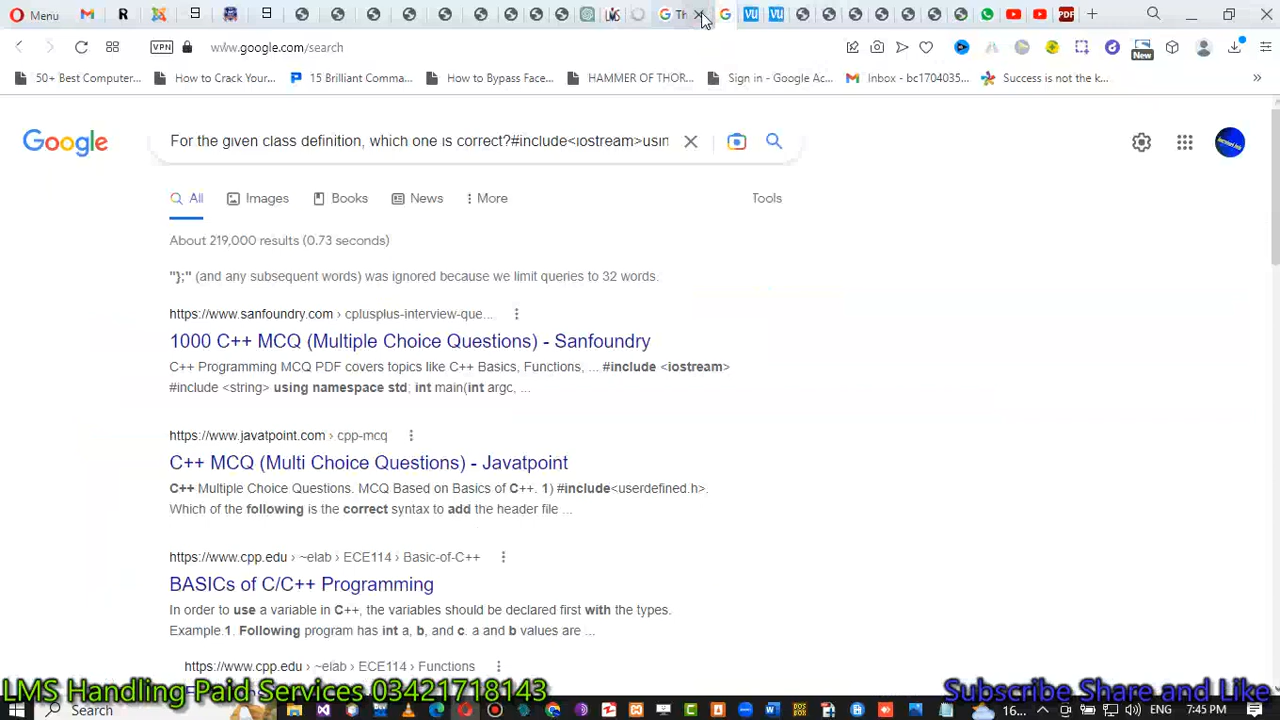 Menu
R
9
9
Th
VU
VU
PDF
VPN
www.google.com/search
New
50+ Best Computer...
How to Crack Your...
15 Brilliant Comma...
How to Bypass Face...
HAMMER OF THOR...
Sign in - Google Ac...
Inbox - bc1704035...
Success is not the k...
»
Google
For the given class definition, which one is correct?#include<iostream>usin
All
Images
Books
News
More
Tools
About 219,000 results (0.73 seconds)
"};" (and any subsequent words) was ignored because we limit queries to 32 words.
https://www.sanfoundry.com › cplusplus-interview-que...
1000 C++ MCQ (Multiple Choice Questions) - Sanfoundry
C++ Programming MCQ PDF covers topics like C++ Basics, Functions, ... #include <iostream>
#include <string> using namespace std; int main(int argc, ...
https://www.javatpoint.com › cpp-mcq
C++ MCQ (Multi Choice Questions) - Javatpoint
C++ Multiple Choice Questions. MCQ Based on Basics of C++. 1) #include<userdefined.h>.
Which of the following is the correct syntax to add the header file ...
https://www.cpp.edu › ~elab › ECE114 › Basic-of-C++
BASICs of C/C++ Programming
In order to use a variable in C++, the variables should be declared first with the types.
Example.1. Following program has int a, b, and c. a and b values are ...
https://www.cpp.edu › ~elab › ECE114 › Functions
LMS Handling Paid Services 03421718143
Subscribe Share and Like
Search
16...
ENG
7:45 PM